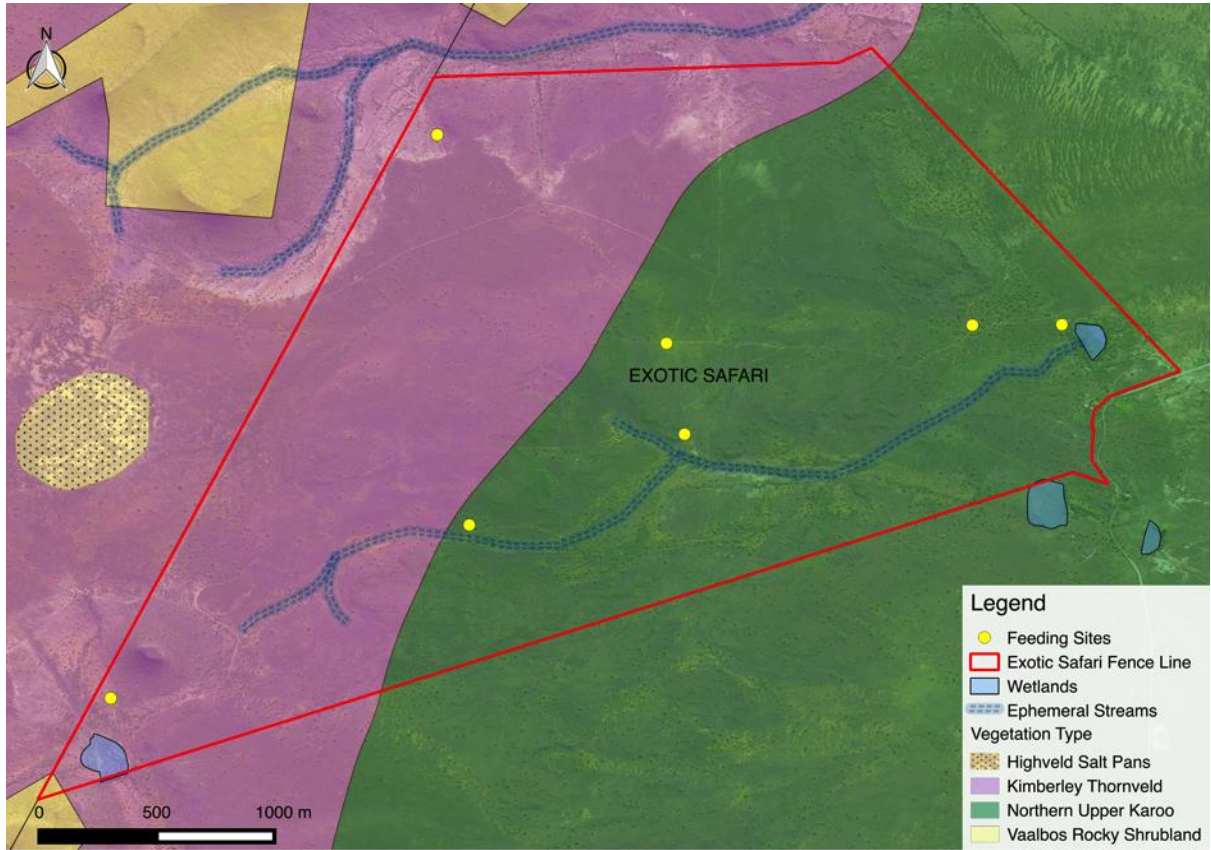 N
EXOTIC SAFARI
Legend
Feeding Sites
Exotic Safari Fence Line
Wetlands
Ephemeral Streams
Vegetation Type
Highveld Salt Pans
Kimberley Thornveld
Northern Upper Karoo
Vaalbos Rocky Shrubland
0 500 1000 m